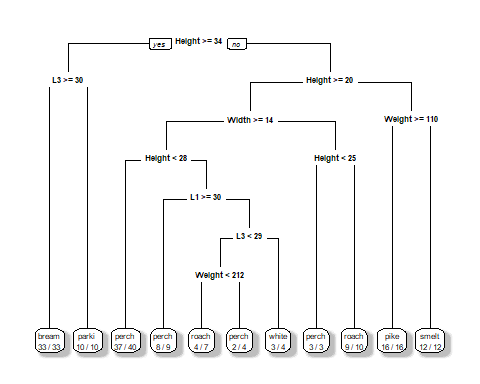 yes Height >= 34 no
L3 >= 30 Height >= 20
Width >= 14 Weight >= 110
Height < 28 Height < 25
L1 >= 30
L3 < 29
Weight < 212
bream parki perch perch roach perch white perch roach pike smelt
33 / 33 10 / 10 37 / 40 8 / 9 4 / 7 2 / 4 3 / 4 3 / 3 9 / 10 16 / 16 12 / 12